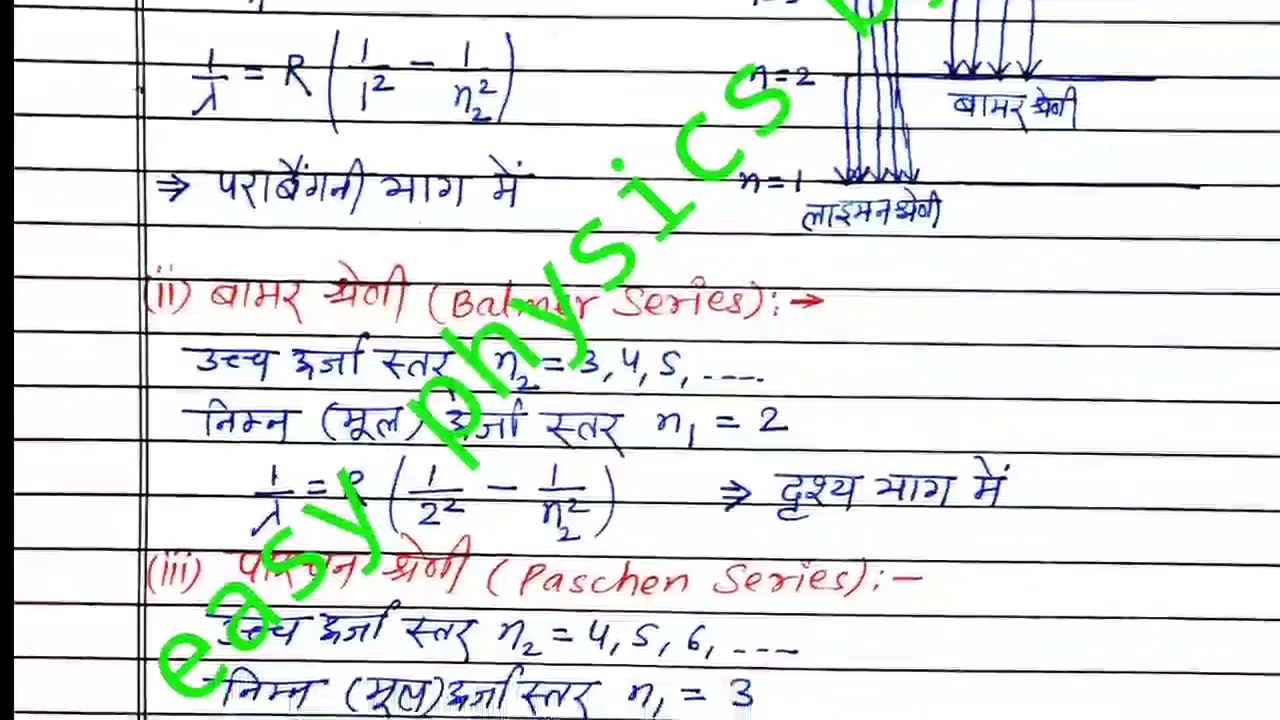 1/λ = R (1/1² − 1/n₂²)
n=2
बामर श्रेणी
⇒ पराबैंगनी भाग में
n=1
लाइमन श्रेणी
(ii) बामर श्रेणी (Balmer Series):→
उच्च ऊर्जा स्तर n₂ = 3, 4, 5, ----
निम्न (मूल) ऊर्जा स्तर n₁ = 2
1/λ = R (1/2² − 1/n₂²) ⇒ दृश्य भाग में
(iii) पाश्चन श्रेणी (Paschen Series):−
उच्च ऊर्जा स्तर n₂ = 4, 5, 6, ----
निम्न (मूल) ऊर्जा स्तर n₁ = 3
easy physics